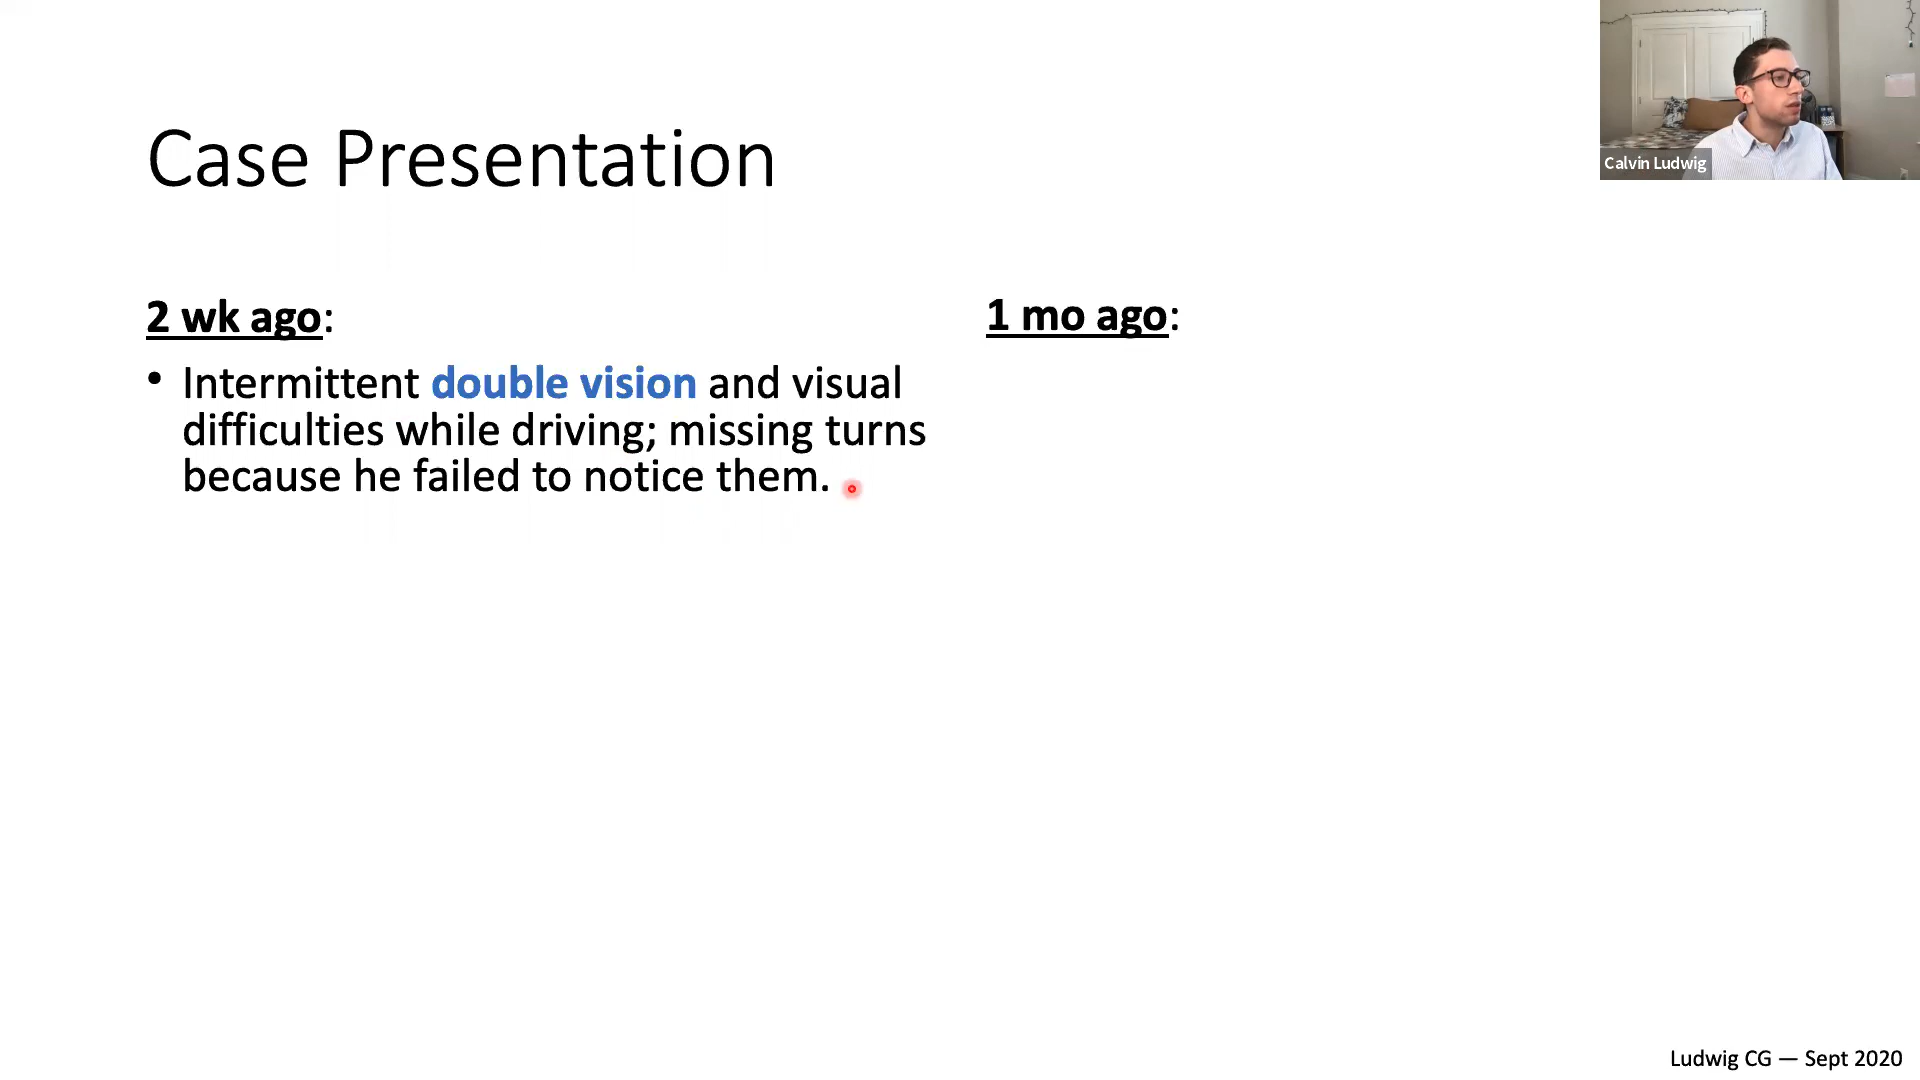 Case Presentation
Calvin Ludwig
2 wk ago:
• Intermittent double vision and visual
difficulties while driving; missing turns
because he failed to notice them.
1 mo ago:
Ludwig CG — Sept 2020